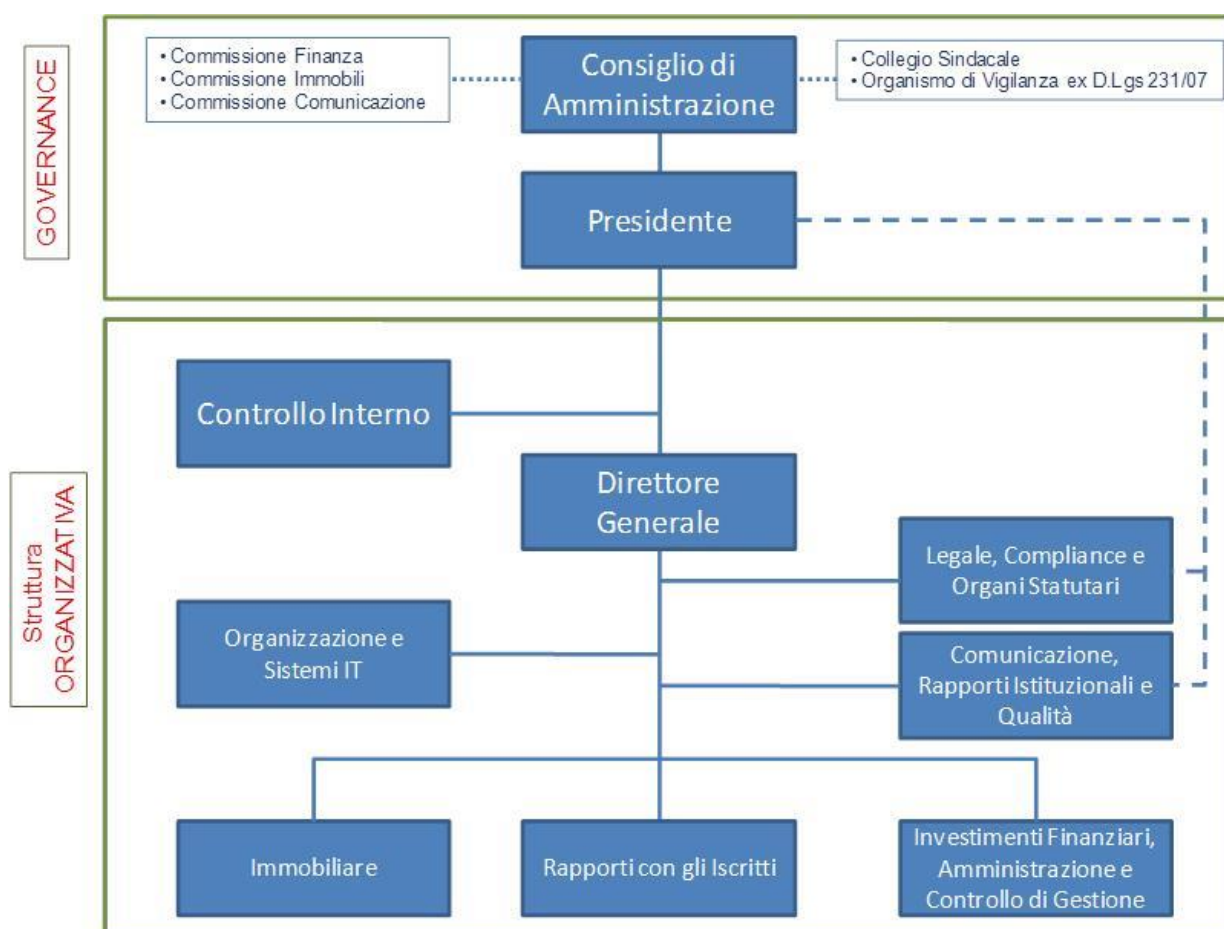 GOVERNANCE
• Commissione Finanza
• Commissione Immobili
• Commissione Comunicazione
Consiglio di
Amministrazione
• Collegio Sindacale
• Organismo di Vigilanza ex D.Lgs 231/07
Presidente
Struttura
ORGANIZZATIVA
Controllo Interno
Direttore
Generale
Legale, Compliance e
Organi Statutari
Organizzazione e
Sistemi IT
Comunicazione,
Rapporti Istituzionali e
Qualità
Immobiliare
Rapporti con gli Iscritti
Investimenti Finanziari,
Amministrazione e
Controllo di Gestione